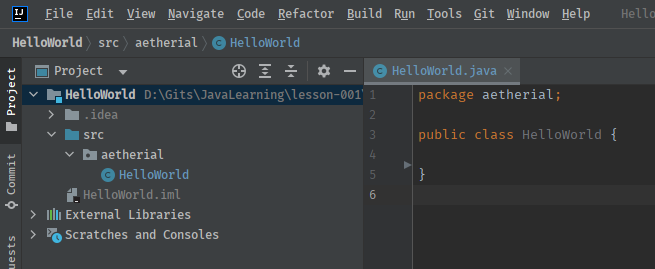 IJ File Edit View Navigate Code Refactor Build Run Tools Git Window Help Hello
HelloWorld src aetherial C HelloWorld
Project
Commit
Project
HelloWorld D:\Gits\JavaLearning\lesson-001
.idea
src
aetherial
C HelloWorld
HelloWorld.iml
External Libraries
Scratches and Consoles
C HelloWorld.java
1 package aetherial;
2
3 public class HelloWorld {
4
5 }
6